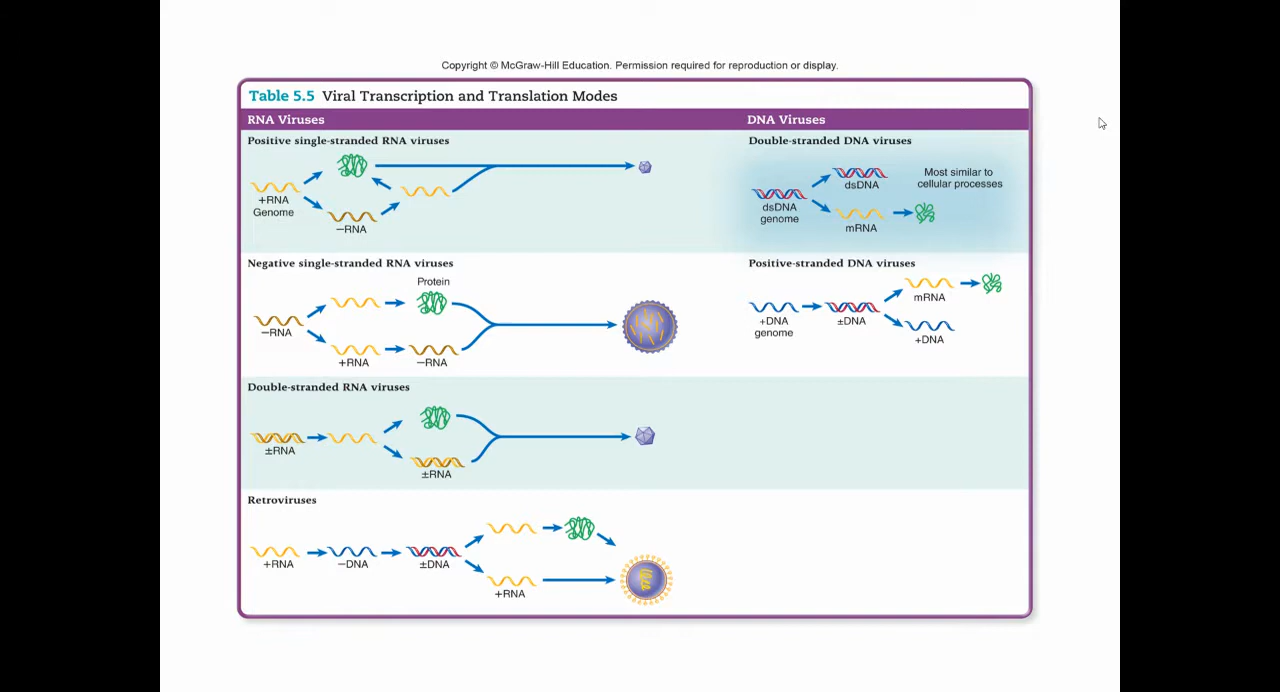 Copyright © McGraw-Hill Education. Permission required for reproduction or display.
Table 5.5 Viral Transcription and Translation Modes
RNA Viruses
DNA Viruses
Positive single-stranded RNA viruses
+RNA
Genome
−RNA
Double-stranded DNA viruses
dsDNA
genome
dsDNA
mRNA
Most similar to
cellular processes
Negative single-stranded RNA viruses
−RNA
Protein
+RNA
−RNA
Positive-stranded DNA viruses
+DNA
genome
±DNA
mRNA
+DNA
Double-stranded RNA viruses
±RNA
±RNA
Retroviruses
+RNA
−DNA
±DNA
+RNA